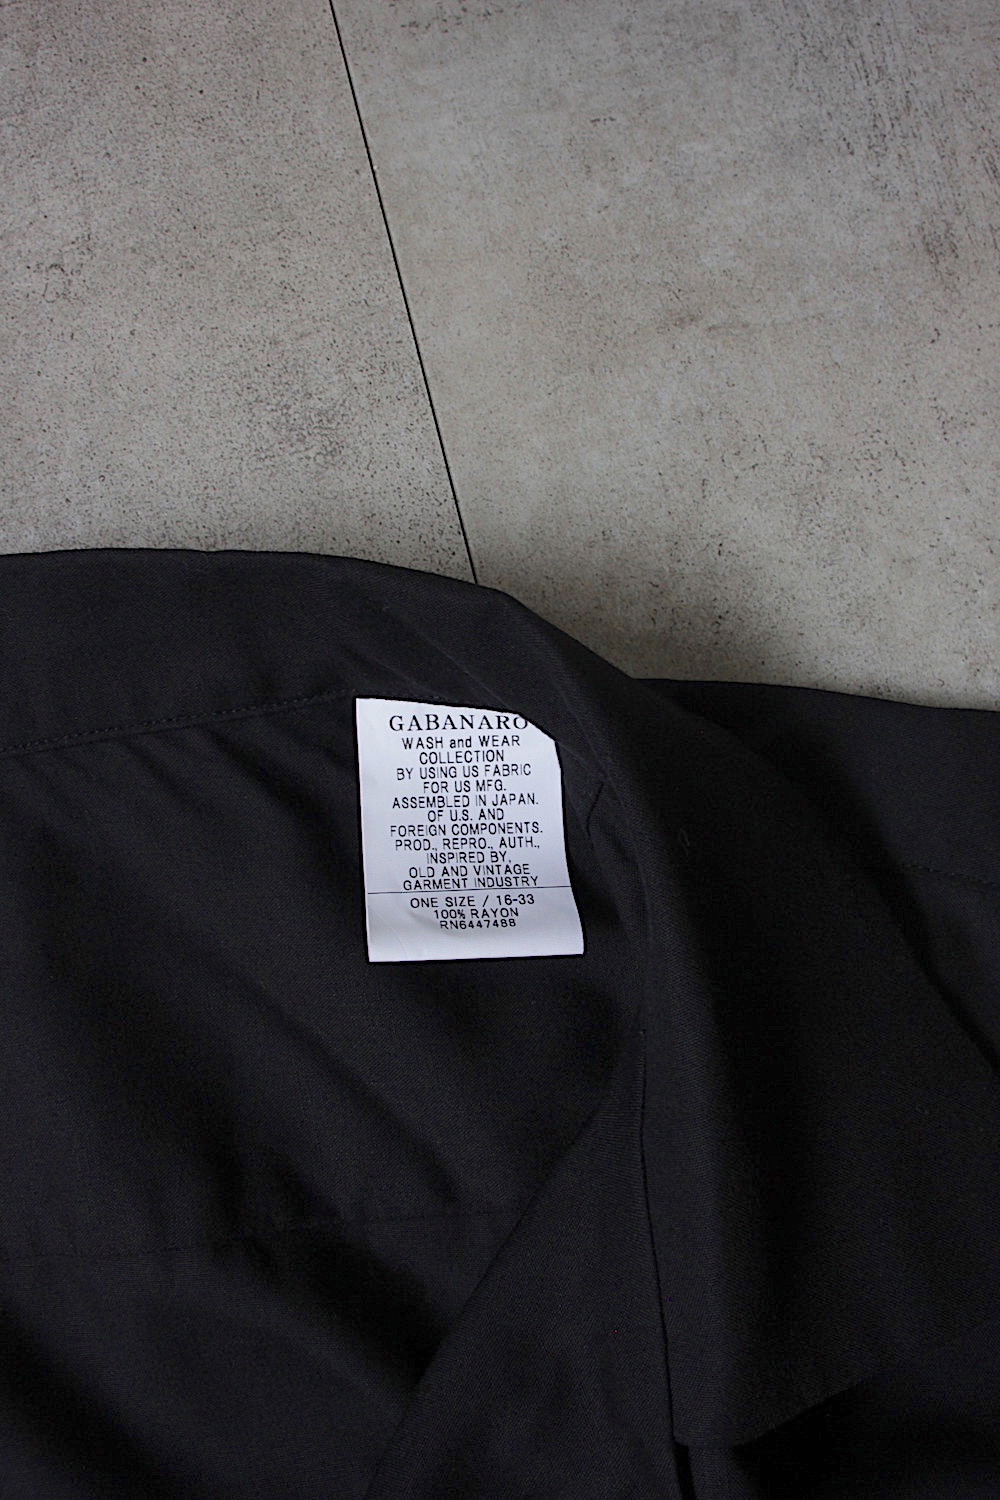 GABANARO
WASH and WEAR
COLLECTION
BY USING US FABRIC
FOR US MFG.
ASSEMBLED IN JAPAN.
OF U.S. AND
FOREIGN COMPONENTS.
PROD., REPRO., AUTH.,
INSPIRED BY,
OLD AND VINTAGE
GARMENT INDUSTRY
ONE SIZE / 16-33
100% RAYON
RN6447488